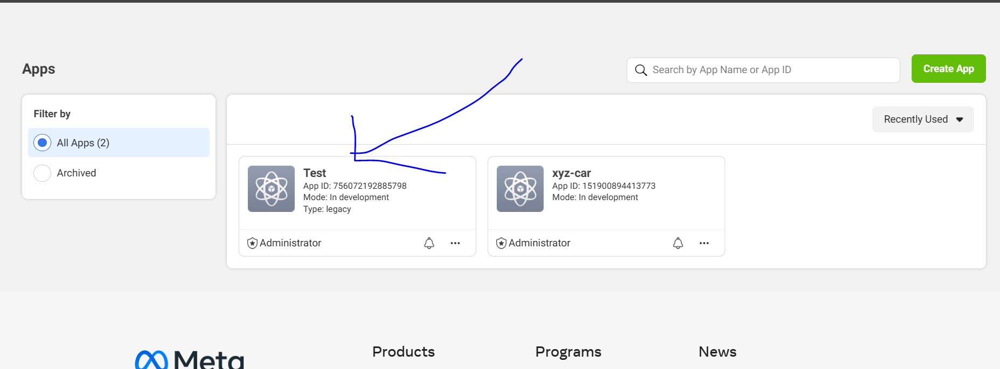 Apps
Search by App Name or App ID
Create App
Filter by
All Apps (2)
Archived
Recently Used
Test
App ID: 756072192885798
Mode: In development
Type: legacy
Administrator
xyz-car
App ID: 151900894413773
Mode: In development
Administrator
Meta
Products
Programs
News